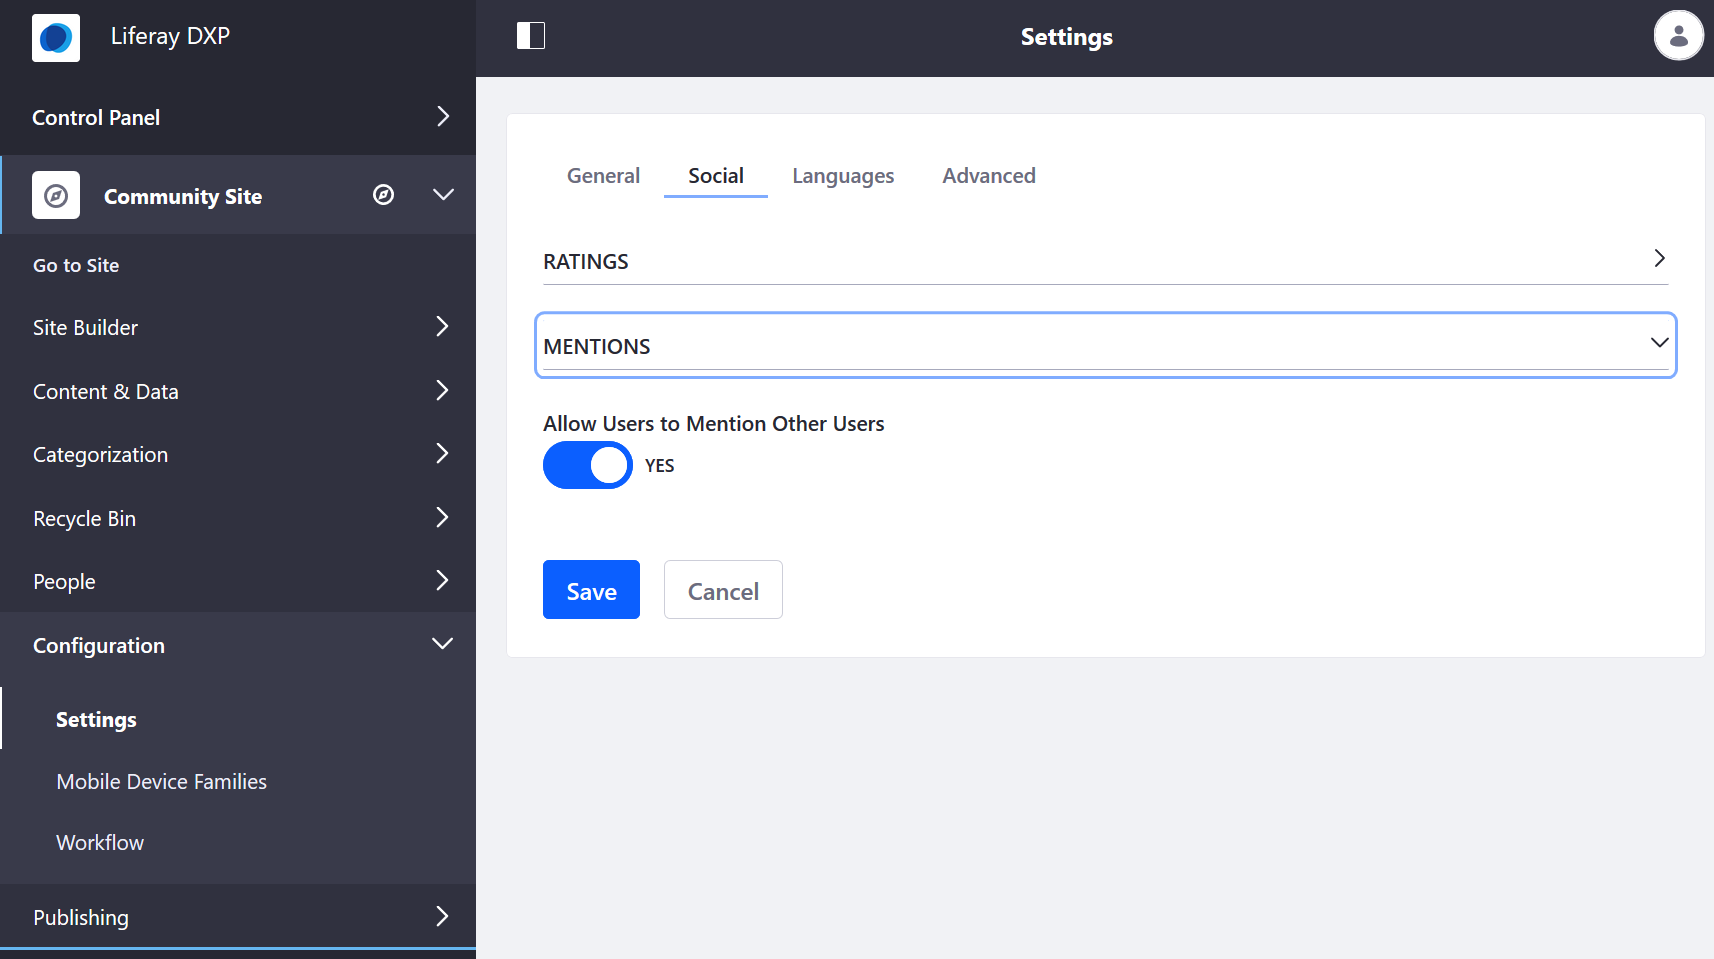 Liferay DXP
Settings
Control Panel
Community Site
Go to Site
Site Builder
Content & Data
Categorization
Recycle Bin
People
Configuration
Settings
Mobile Device Families
Workflow
Publishing
General Social Languages Advanced
RATINGS
MENTIONS
Allow Users to Mention Other Users
YES
Save Cancel